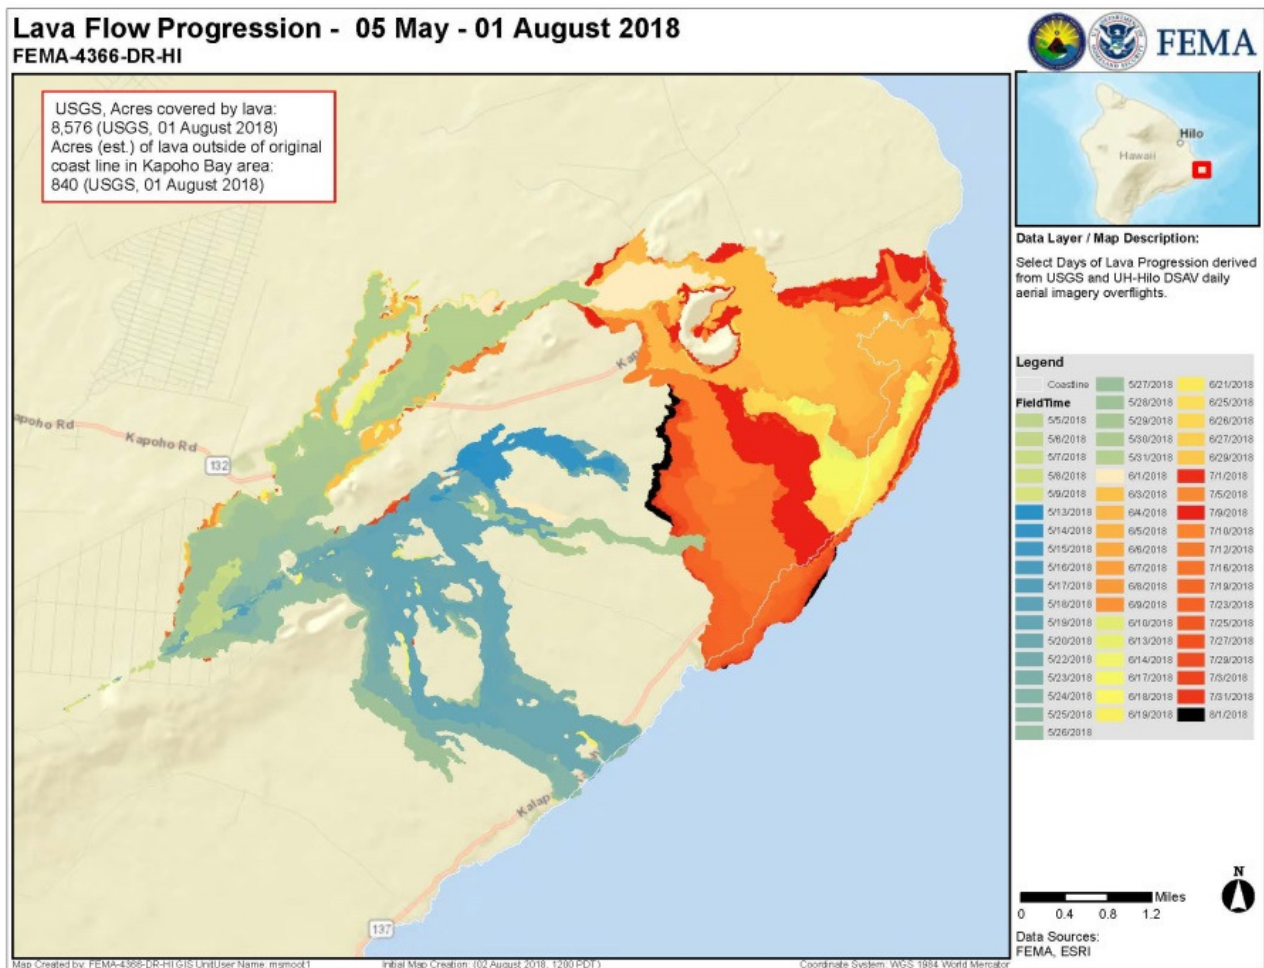 Lava Flow Progression -  05 May - 01 August 2018
FEMA-4366-DR-HI
FEMA
USGS, Acres covered by lava:
8,576 (USGS, 01 August 2018)
Acres (est.) of lava outside of original
coast line in Kapoho Bay area:
840 (USGS, 01 August 2018)
Hilo
Hawaii
Data Layer / Map Description:
Select Days of Lava Progression derived
from USGS and UH-Hilo DSAV daily
aerial imagery overflights.
Kap
apoho Rd
Kapoho Rd
132
Kalap
137
Legend
Coastline
FieldTime
5/5/2018
5/6/2018
5/7/2018
5/8/2018
5/9/2018
5/13/2018
5/14/2018
5/15/2018
5/16/2018
5/17/2018
5/18/2018
5/19/2018
5/20/2018
5/22/2018
5/23/2018
5/24/2018
5/25/2018
5/26/2018
5/27/2018
5/28/2018
5/29/2018
5/30/2018
5/31/2018
6/1/2018
6/3/2018
6/4/2018
6/5/2018
6/6/2018
6/7/2018
6/8/2018
6/9/2018
6/10/2018
6/13/2018
6/14/2018
6/17/2018
6/18/2018
6/19/2018
6/21/2018
6/25/2018
6/26/2018
6/27/2018
6/29/2018
7/1/2018
7/5/2018
7/9/2018
7/10/2018
7/12/2018
7/16/2018
7/19/2018
7/23/2018
7/25/2018
7/27/2018
7/29/2018
7/3/2018
7/31/2018
8/1/2018
N
Miles
0 0.4 0.8 1.2
Data Sources:
FEMA, ESRI
Map Created by: FEMA-4366-DR-HI GIS Unit User Name: msmoot1
Initial Map Creation: (02 August 2018, 1200 PDT)
Coordinate System: WGS 1984 World Mercator